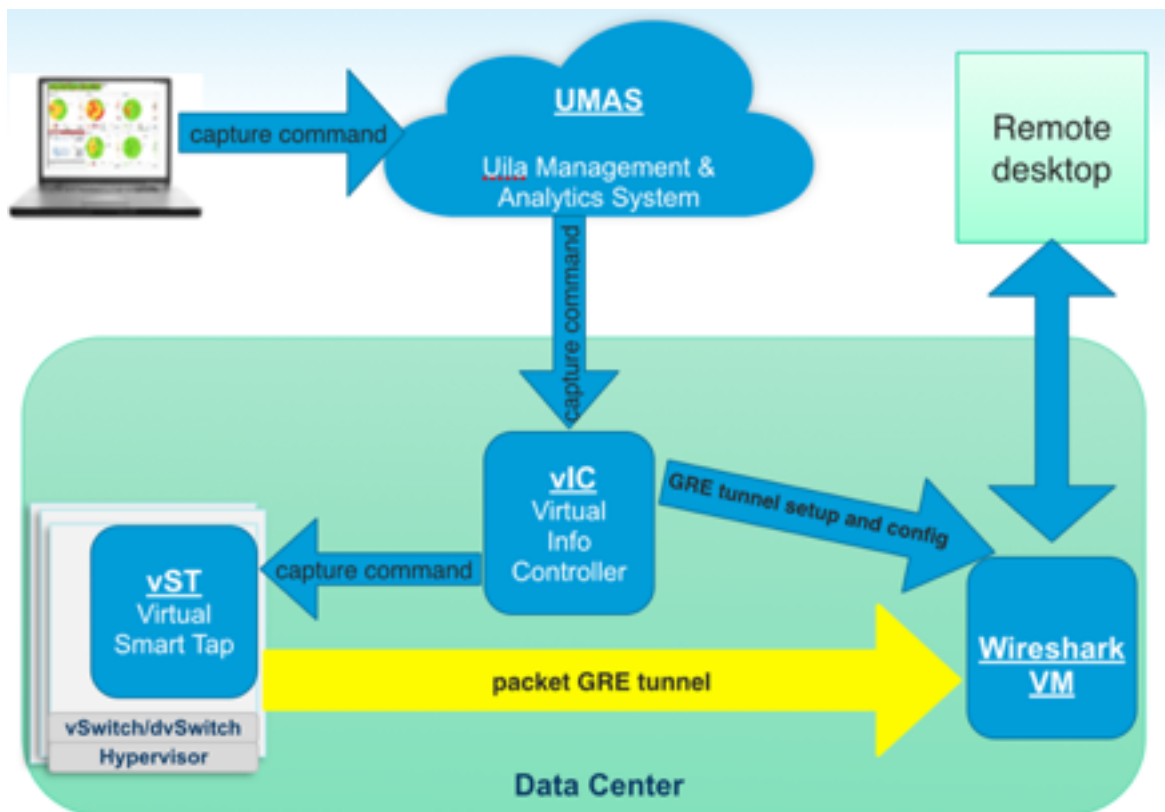 capture command
UMAS
Uila Management &
Analytics System
Remote
desktop
capture command
vIC
Virtual
Info
Controller
GRE tunnel setup and config
capture command
vST
Virtual
Smart Tap
packet GRE tunnel
Wireshark
VM
vSwitch/dvSwitch
Hypervisor
Data Center